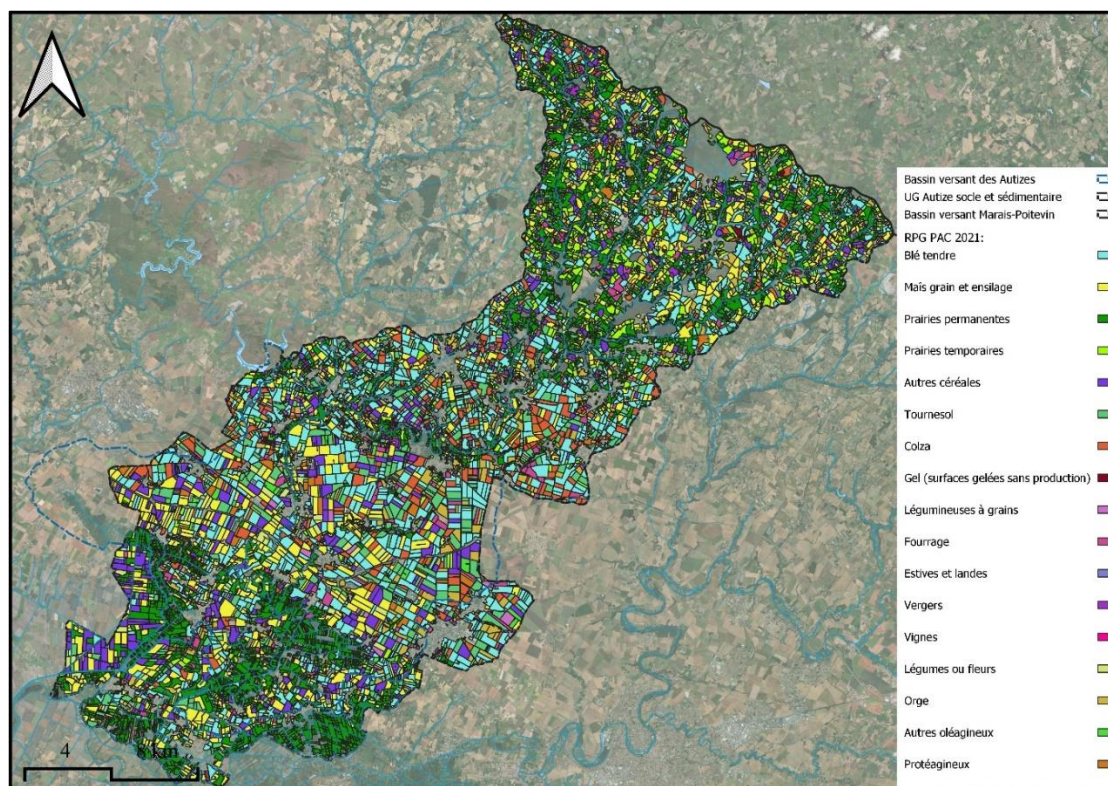 Bassin versant des Autizes
UG Autize socle et sédimentaire
Bassin versant Marais-Poitevin
RPG PAC 2021:
Blé tendre
Maïs grain et ensilage
Prairies permanentes
Prairies temporaires
Autres céréales
Tournesol
Colza
Gel (surfaces gelées sans production)
Légumineuses à grains
Fourrage
Estives et landes
Vergers
Vignes
Légumes ou fleurs
Orge
Autres oléagineux
Protéagineux
4 8 km